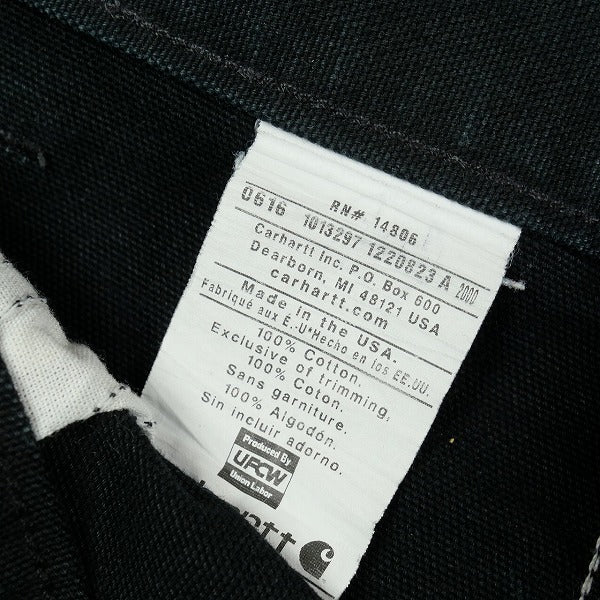 RN# 14806
0616 1013297 1220823 A 2000
Carhartt Inc. P.O. Box 600
Dearborn, MI 48121 USA
carhartt.com
Made in the USA.
Fabriqué aux É.-U•Hecho en los EE.UU.
100% Cotton.
Exclusive of trimming.
100% Coton.
Sans garniture.
100% Algodón.
Sin incluir adorno.
Produced By
UFCW
Union Labor